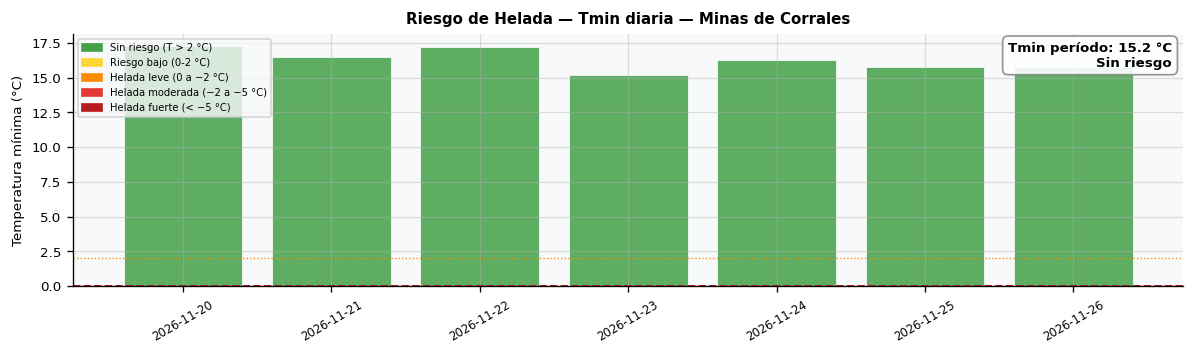 Riesgo de Helada — Tmin diaria — Minas de Corrales
Sin riesgo (T > 2 °C)
Riesgo bajo (0-2 °C)
Helada leve (0 a −2 °C)
Helada moderada (−2 a −5 °C)
Helada fuerte (< −5 °C)
Tmin período: 15.2 °C
Sin riesgo
Temperatura mínima (°C)
17.5
15.0
12.5
10.0
7.5
5.0
2.5
0.0
2026-11-20
2026-11-21
2026-11-22
2026-11-23
2026-11-24
2026-11-25
2026-11-26